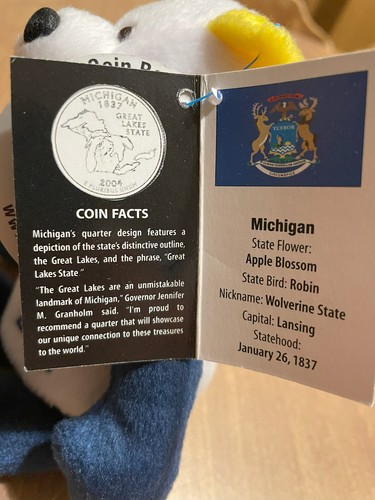 Coin B
MICHIGAN
1837
GREAT
LAKES
STATE
2004
E PLURIBUS UNUM
COIN FACTS
Michigan's quarter design features a
depiction of the state's distinctive outline,
the Great Lakes, and the phrase, "Great
Lakes State."
"The Great Lakes are an unmistakable
landmark of Michigan," Governor Jennifer
M. Granholm said. "I'm proud to
recommend a quarter that will showcase
our unique connection to these treasures
to the world."
TUEBOR
Michigan
State Flower:
Apple Blossom
State Bird: Robin
Nickname: Wolverine State
Capital: Lansing
Statehood:
January 26, 1837